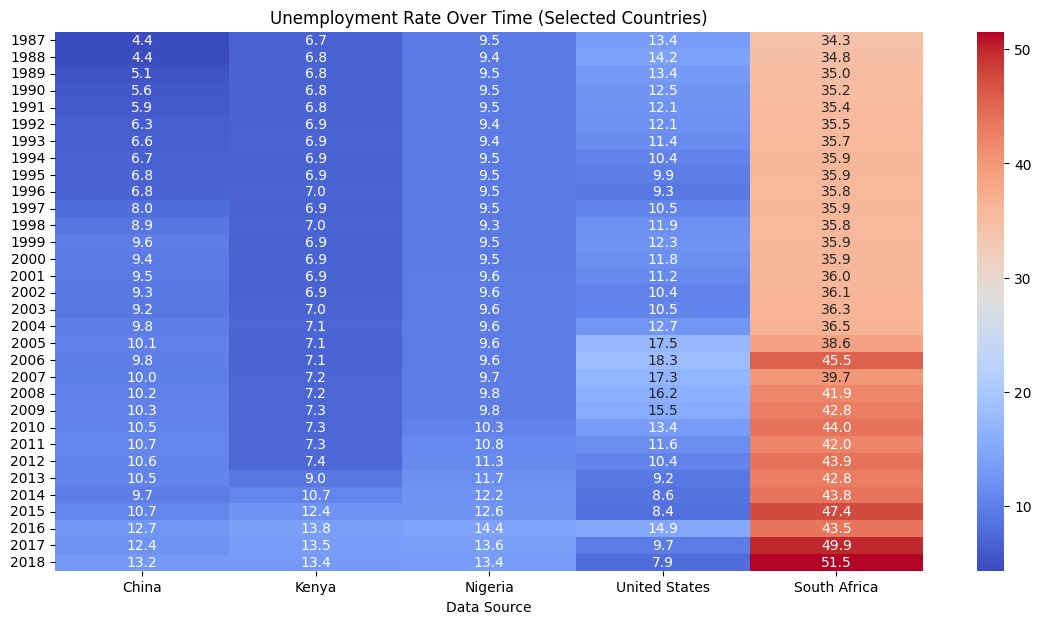 Unemployment Rate Over Time (Selected Countries)
1987 4.4 6.7 9.5 13.4 34.3
1988 4.4 6.8 9.4 14.2 34.8
1989 5.1 6.8 9.5 13.4 35.0
1990 5.6 6.8 9.5 12.5 35.2
1991 5.9 6.8 9.5 12.1 35.4
1992 6.3 6.9 9.4 12.1 35.5
1993 6.6 6.9 9.4 11.4 35.7
1994 6.7 6.9 9.5 10.4 35.9
1995 6.8 6.9 9.5 9.9 35.9
1996 6.8 7.0 9.5 9.3 35.8
1997 8.0 6.9 9.5 10.5 35.9
1998 8.9 7.0 9.3 11.9 35.8
1999 9.6 6.9 9.5 12.3 35.9
2000 9.4 6.9 9.5 11.8 35.9
2001 9.5 6.9 9.6 11.2 36.0
2002 9.3 6.9 9.6 10.4 36.1
2003 9.2 7.0 9.6 10.5 36.3
2004 9.8 7.1 9.6 12.7 36.5
2005 10.1 7.1 9.6 17.5 38.6
2006 9.8 7.1 9.6 18.3 45.5
2007 10.0 7.2 9.7 17.3 39.7
2008 10.2 7.2 9.8 16.2 41.9
2009 10.3 7.3 9.8 15.5 42.8
2010 10.5 7.3 10.3 13.4 44.0
2011 10.7 7.3 10.8 11.6 42.0
2012 10.6 7.4 11.3 10.4 43.9
2013 10.5 9.0 11.7 9.2 42.8
2014 9.7 10.7 12.2 8.6 43.8
2015 10.7 12.4 12.6 8.4 47.4
2016 12.7 13.8 14.4 14.9 43.5
2017 12.4 13.5 13.6 9.7 49.9
2018 13.2 13.4 13.4 7.9 51.5
China Kenya Nigeria United States South Africa
Data Source
50
40
30
20
10